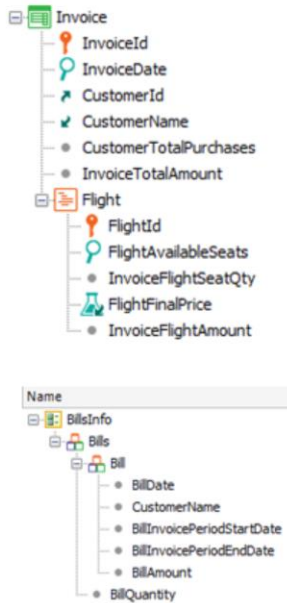 Invoice
InvoiceId
InvoiceDate
CustomerId
CustomerName
CustomerTotalPurchases
InvoiceTotalAmount
Flight
FlightId
FlightAvailableSeats
InvoiceFlightSeatQty
FlightFinalPrice
InvoiceFlightAmount
Name
BillsInfo
Bills
Bill
BillDate
CustomerName
BillInvoicePeriodStartDate
BillInvoicePeriodEndDate
BillAmount
BillQuantity